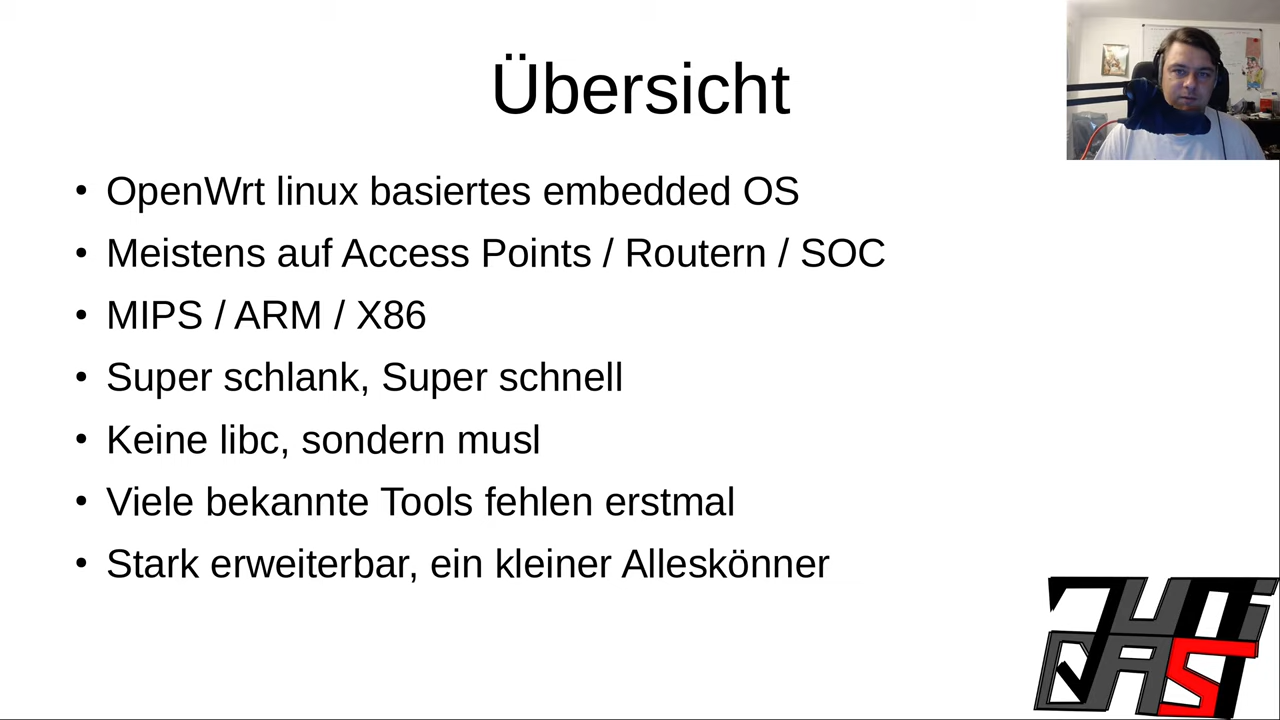 Übersicht
OpenWrt linux basiertes embedded OS
Meistens auf Access Points / Routern / SOC
MIPS / ARM / X86
Super schlank, Super schnell
Keine libc, sondern musl
Viele bekannte Tools fehlen erstmal
Stark erweiterbar, ein kleiner Alleskönner